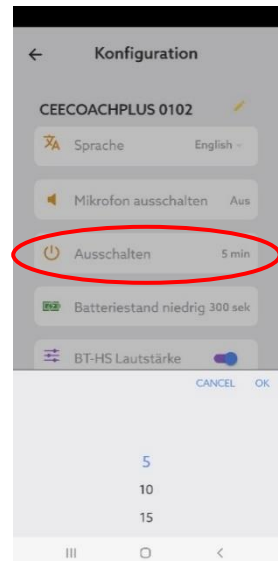 Konfiguration
CEECOACHPLUS 0102
Sprache English
Mikrofon ausschalten Aus
Ausschalten 5 min
Batteriestand niedrig 300 sek
BT-HS Lautstärke
CANCEL OK
5
10
15